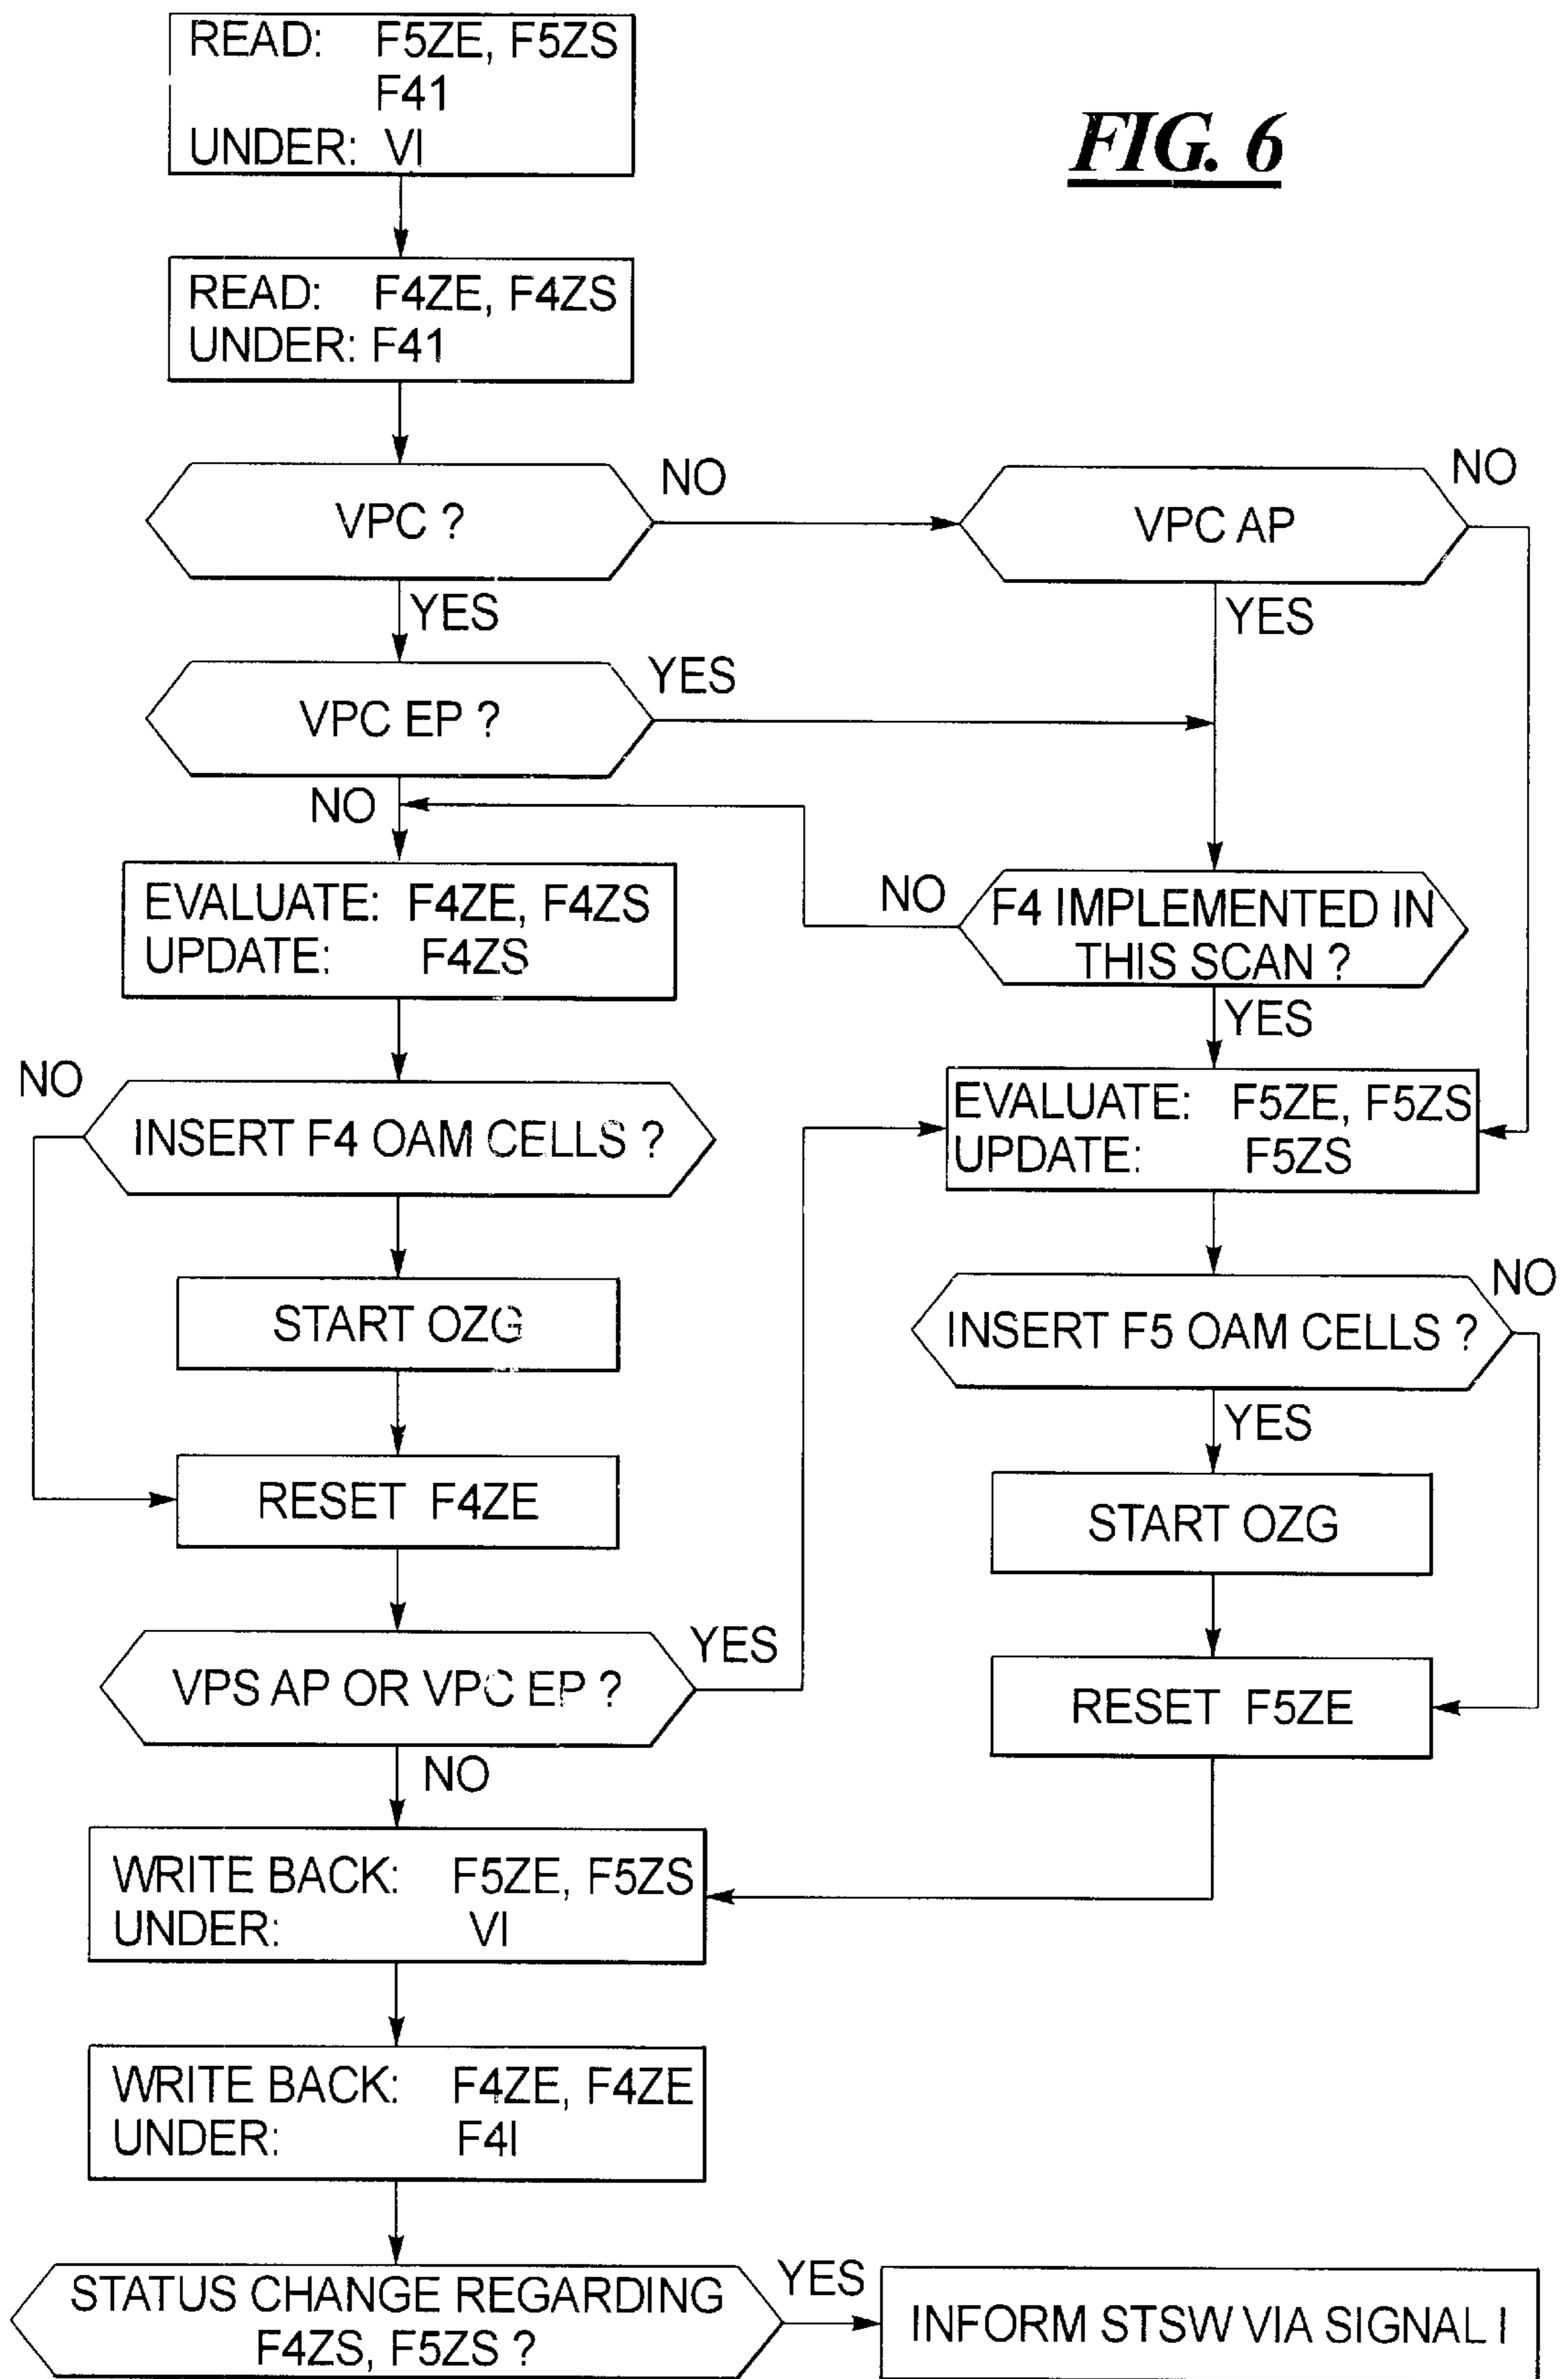 FIG. 6
READ: F5ZE, F5ZS
F41
UNDER: VI
READ: F4ZE, F4ZS
UNDER: F41
VPC ?
NO
YES
VPC AP
NO
YES
VPC EP ?
YES
NO
F4 IMPLEMENTED IN
THIS SCAN ?
NO
YES
EVALUATE: F4ZE, F4ZS
UPDATE: F4ZS
INSERT F4 OAM CELLS ?
NO
START OZG
RESET F4ZE
VPS AP OR VPC EP ?
YES
NO
EVALUATE: F5ZE, F5ZS
UPDATE: F5ZS
INSERT F5 OAM CELLS ?
NO
YES
START OZG
RESET F5ZE
WRITE BACK: F5ZE, F5ZS
UNDER: VI
WRITE BACK: F4ZE, F4ZE
UNDER: F4I
STATUS CHANGE REGARDING
F4ZS, F5ZS ?
YES
INFORM STSW VIA SIGNAL I